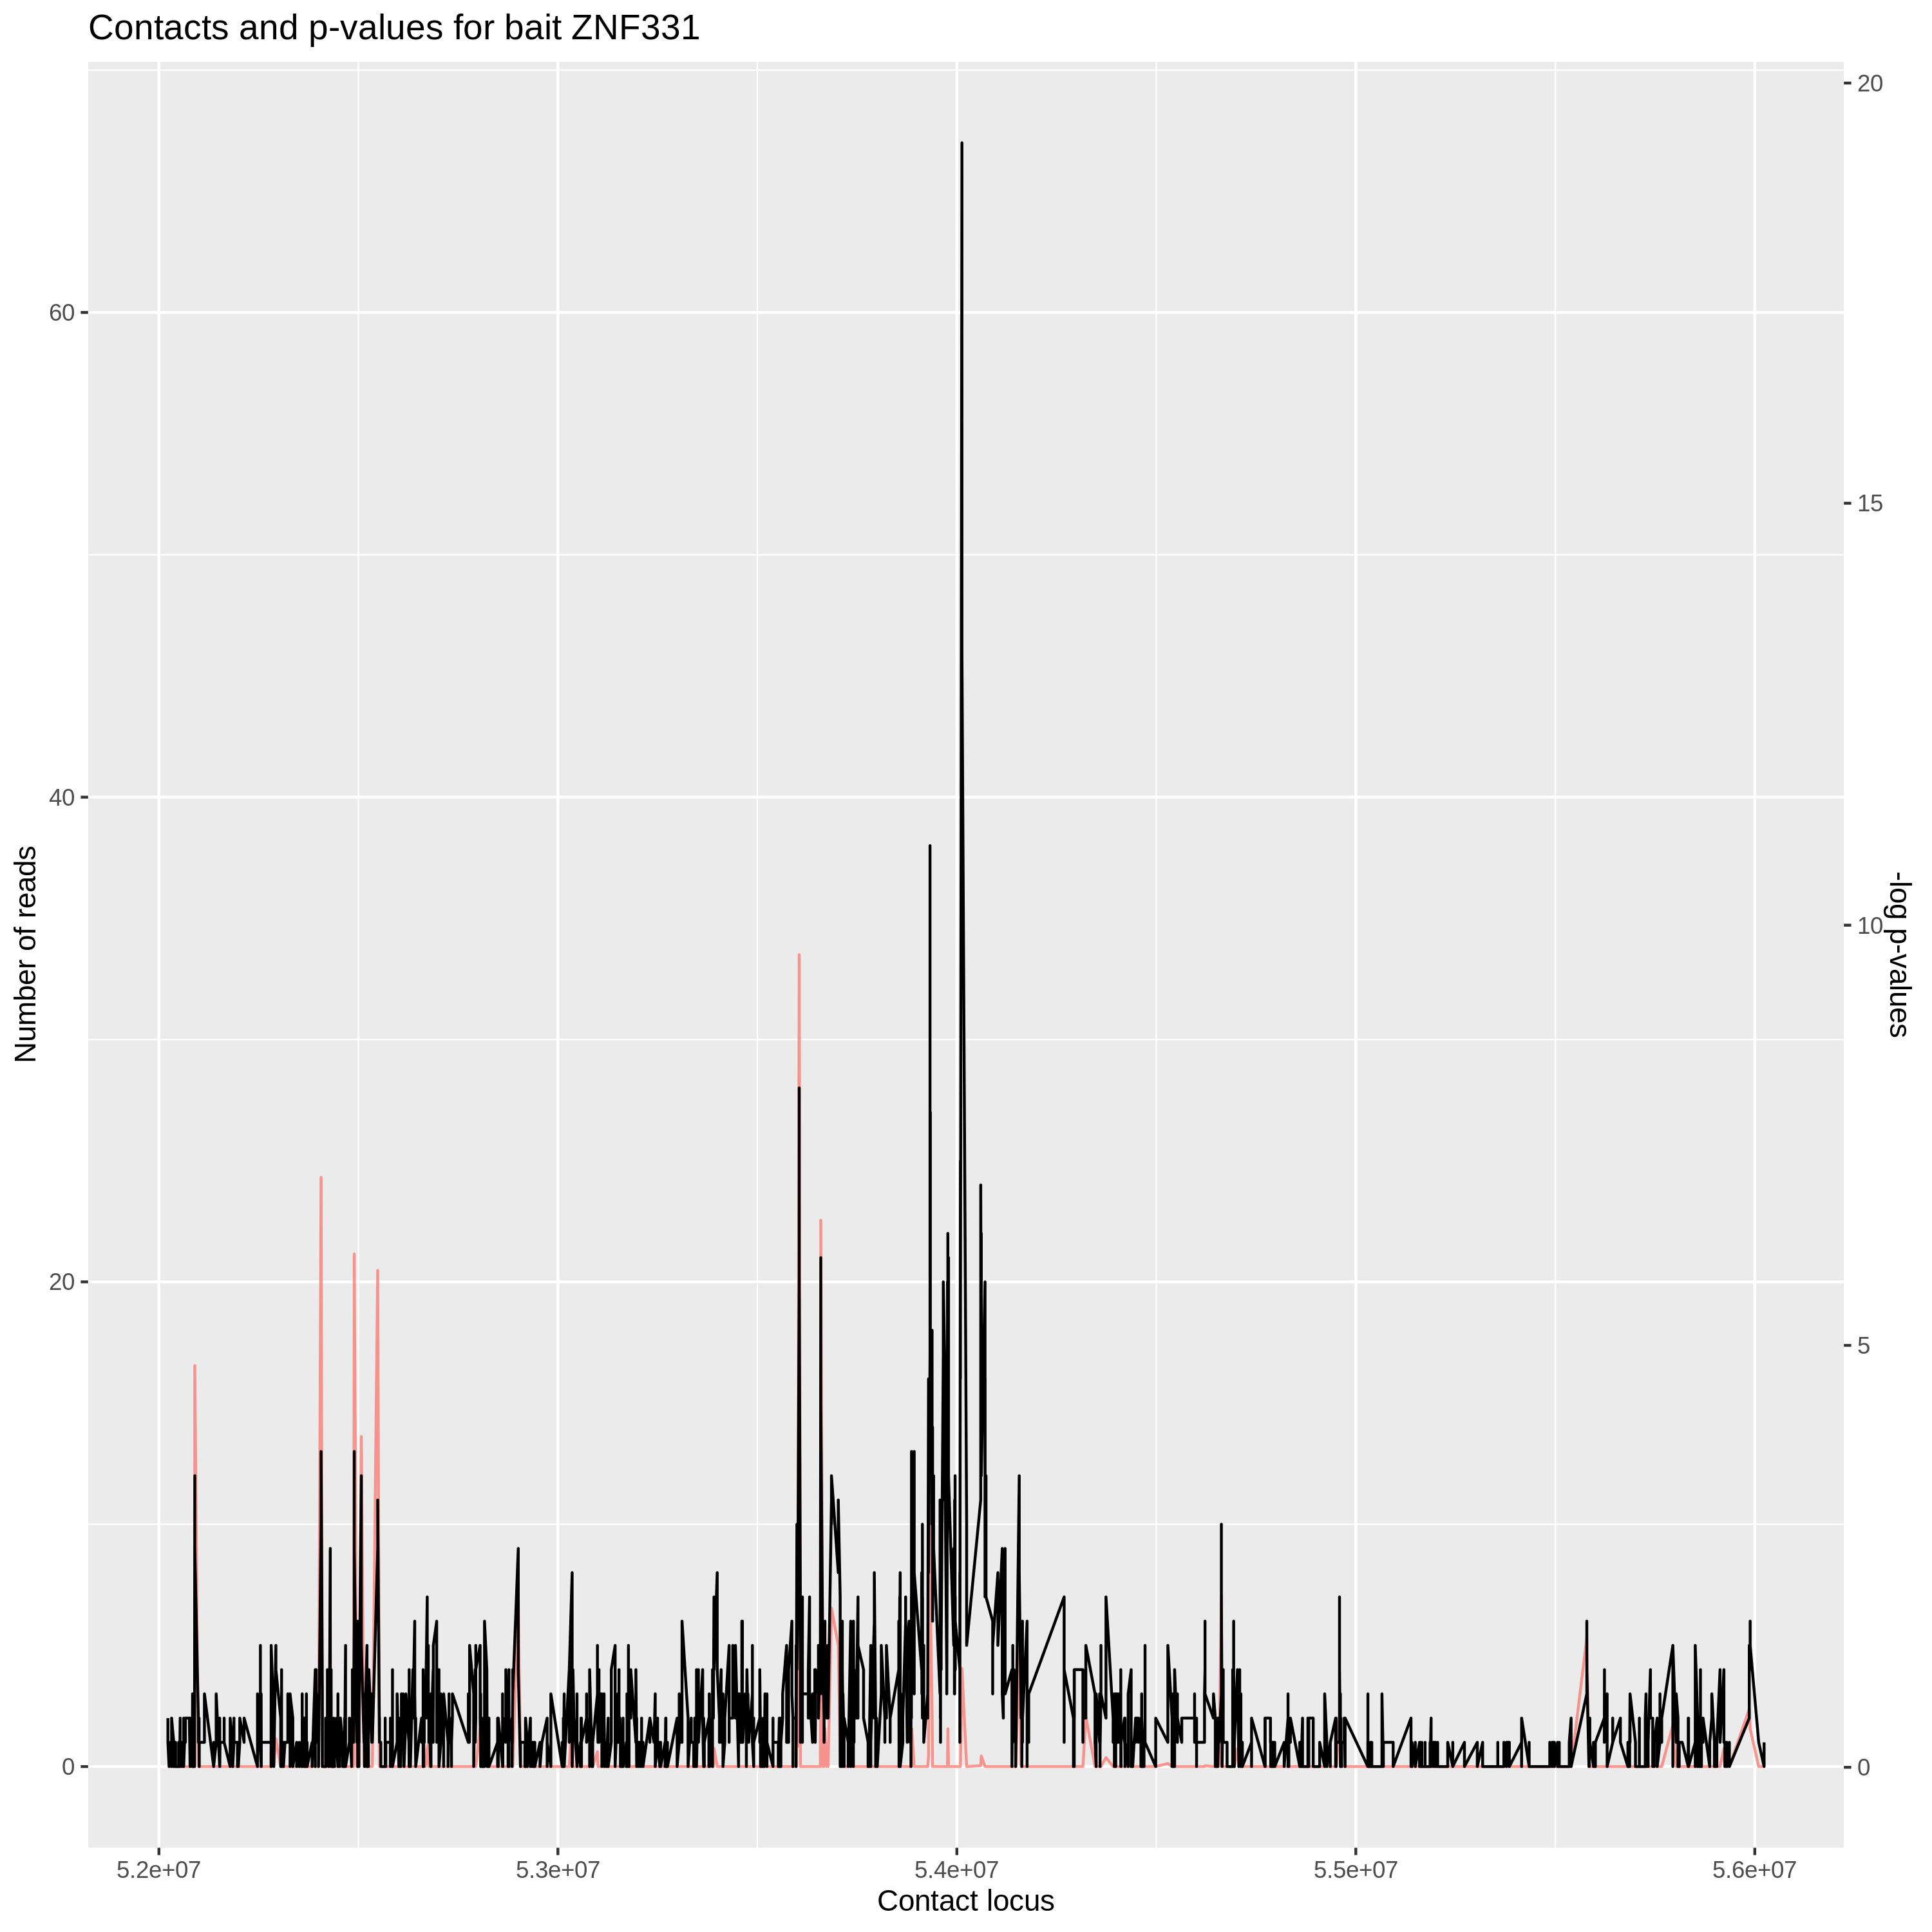 Contacts and p-values for bait ZNF331
Number of reads
60
40
20
0
20
15
10
5
0
-log p-values
5.2e+07 5.3e+07 5.4e+07 5.5e+07 5.6e+07
Contact locus